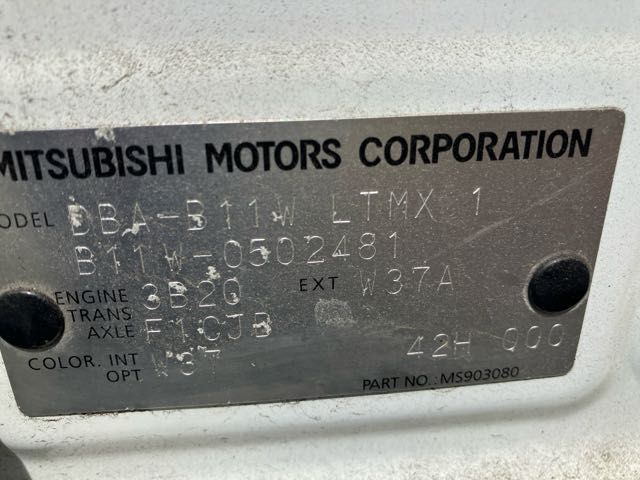 MITSUBISHI MOTORS CORPORATION
MODEL DBA-B11W LTMX 1
B11W-0502481
ENGINE 3B20 EXT W37A
TRANS
AXLE F1CJB
COLOR. INT W37 42H 000
OPT
PART NO.: MS903080